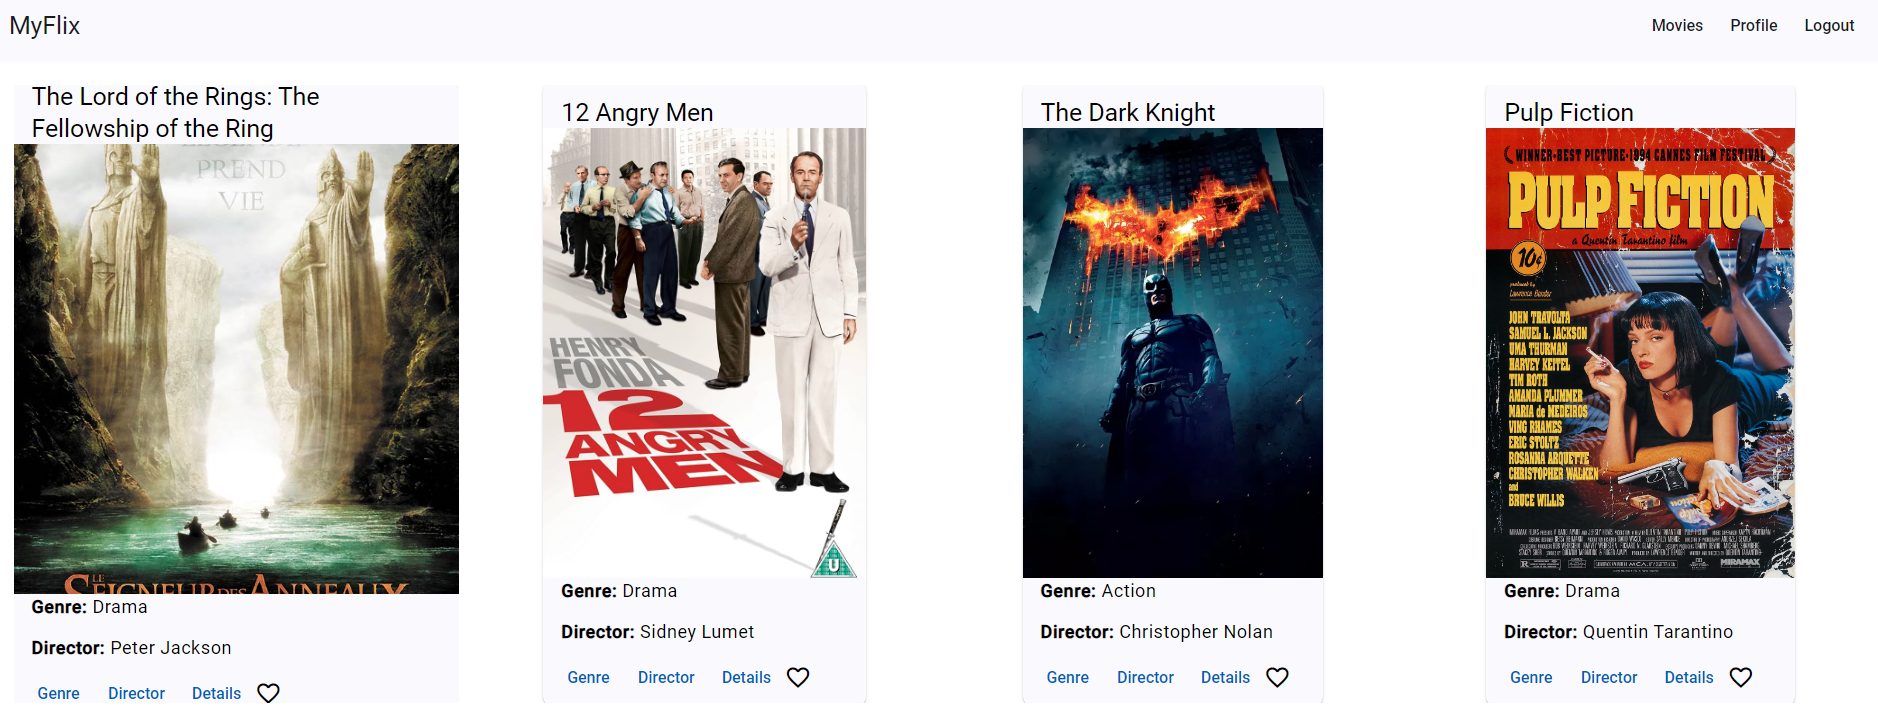 MyFlix
Movies Profile Logout
The Lord of the Rings: The
Fellowship of the Ring
PREND
VIE
LE
SEIGNEUR DES ANNEAUX
Genre: Drama
Director: Peter Jackson
Genre Director Details
12 Angry Men
HENRY
FONDA
12
ANGRY
MEN
U
Genre: Drama
Director: Sidney Lumet
Genre Director Details
The Dark Knight
Genre: Action
Director: Christopher Nolan
Genre Director Details
Pulp Fiction
WINNER-BEST PICTURE-1994 CANNES FILM FESTIVAL
PULP FICTION
a Quentin Tarantino film
10¢
produced by
Lawrence Bender
JOHN TRAVOLTA
SAMUEL L. JACKSON
UMA THURMAN
HARVEY KEITEL
TIM ROTH
AMANDA PLUMMER
MARIA de MEDEIROS
VING RHAMES
ERIC STOLTZ
ROSANNA ARQUETTE
CHRISTOPHER WALKEN
and
BRUCE WILLIS
MIRAMAX
Genre: Drama
Director: Quentin Tarantino
Genre Director Details